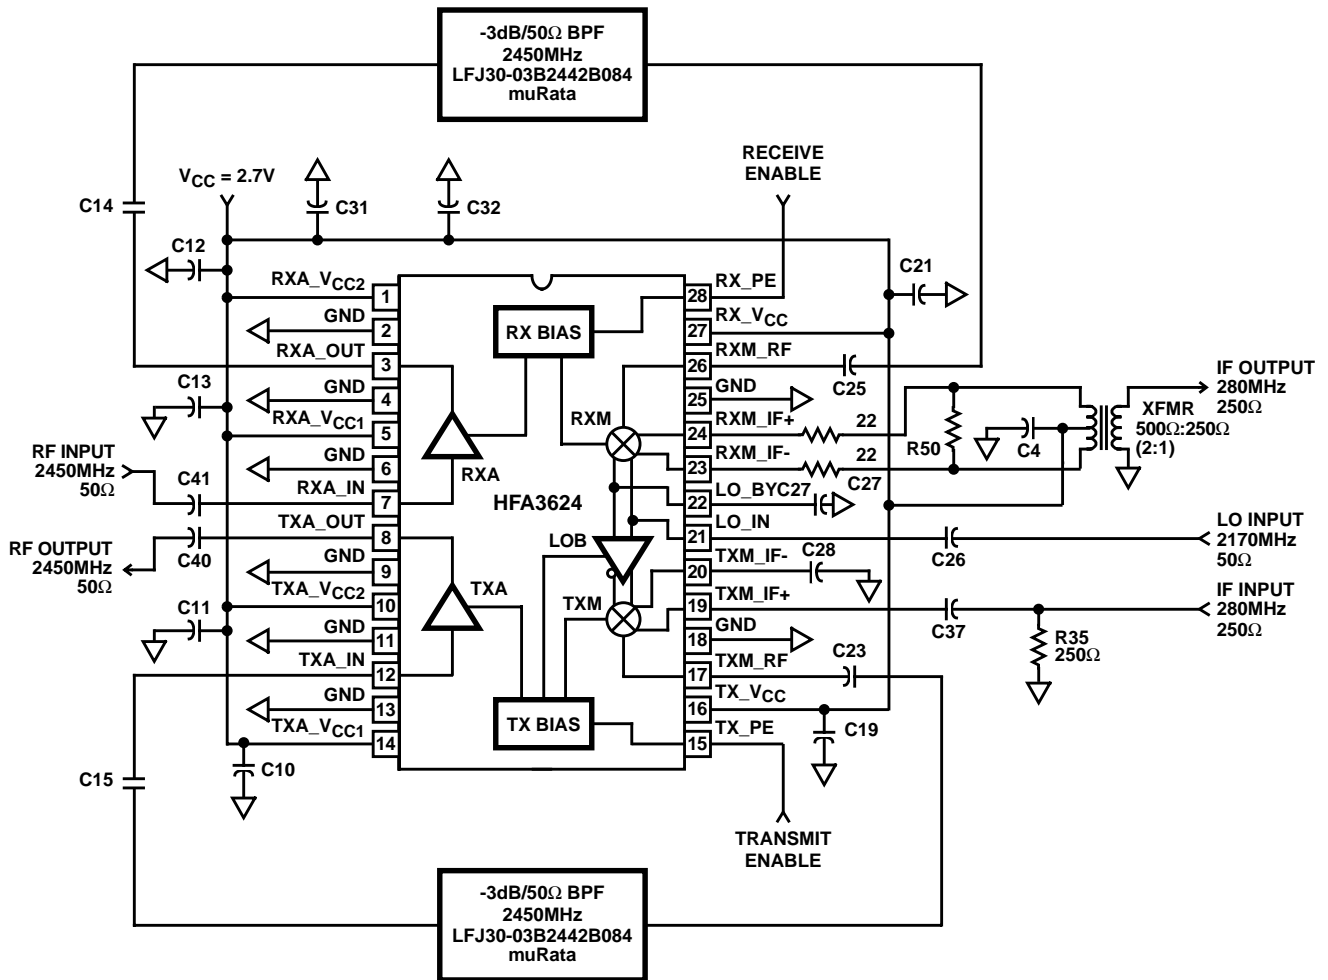 -3dB/50Ω BPF
2450MHz
LFJ30-03B2442B084
muRata
VCC = 2.7V
RECEIVE
ENABLE
C14
C31
C32
C12
C21
RXA_VCC2
1
28
RX_PE
GND
2
RX BIAS
27
RX_VCC
RXA_OUT
3
26
RXM_RF
C25
C13
GND
4
25
GND
IF OUTPUT
280MHz
250Ω
RXA_VCC1
5
RXM
24
RXM_IF+
22
R50
C4
XFMR
500Ω:250Ω
(2:1)
RF INPUT
2450MHz
50Ω
GND
6
RXA
23
RXM_IF-
22
C27
C41
RXA_IN
7
HFA3624
22
LO_BYC27
TXA_OUT
8
LOB
21
LO_IN
C26
LO INPUT
2170MHz
50Ω
RF OUTPUT
2450MHz
50Ω
C40
GND
9
20
TXM_IF-
C28
TXA_VCC2
10
TXA
TXM
19
TXM_IF+
C37
IF INPUT
280MHz
250Ω
C11
GND
11
18
GND
R35
250Ω
TXA_IN
12
17
TXM_RF
C23
GND
13
TX BIAS
16
TX_VCC
C19
TXA_VCC1
14
15
TX_PE
C15
C10
TRANSMIT
ENABLE
-3dB/50Ω BPF
2450MHz
LFJ30-03B2442B084
muRata